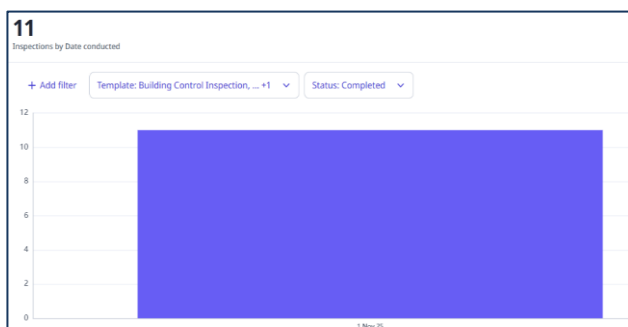 11
Inspections by Date conducted
+ Add filter
Template: Building Control Inspection, ... +1
Status: Completed
12
10
8
6
4
2
0
1 Nov 25